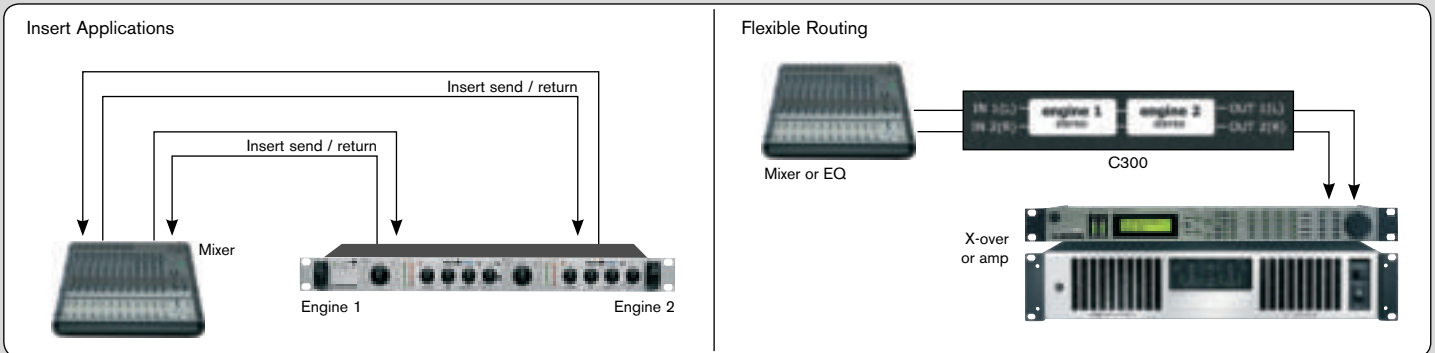 Insert Applications
Insert send / return
Insert send / return
Mixer
Engine 1
Engine 2
Flexible Routing
IN 1(L)
engine 1
engine 2
OUT 1(L)
IN 2(R)
stereo
stereo
OUT 2(R)
C300
Mixer or EQ
X-over
or amp